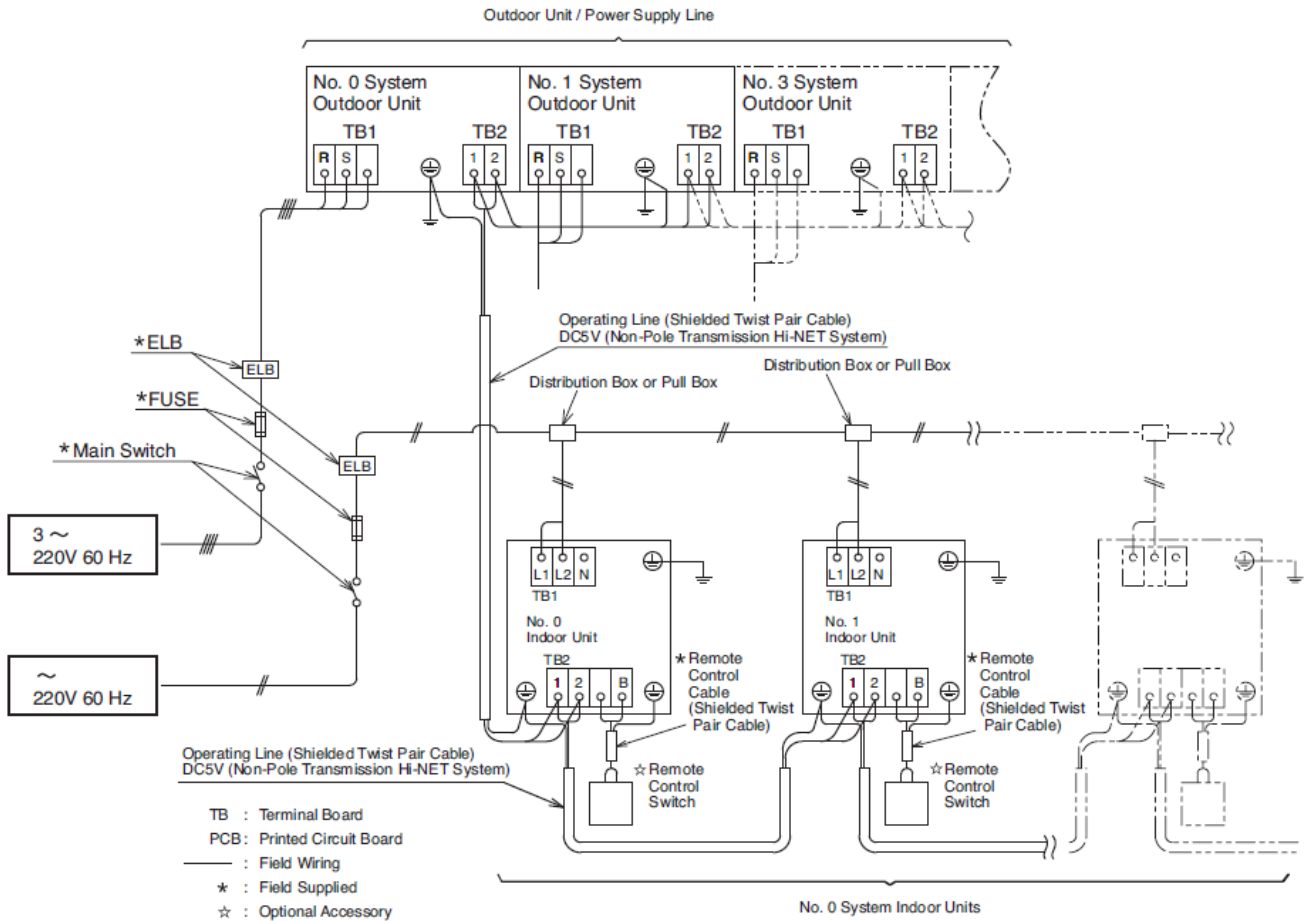 Outdoor Unit / Power Supply Line
No. 0 System
Outdoor Unit
TB1
TB2
R S
1 2
No. 1 System
Outdoor Unit
TB1
TB2
R S
1 2
No. 3 System
Outdoor Unit
TB1
TB2
R S
1 2
Operating Line (Shielded Twist Pair Cable)
DC5V (Non-Pole Transmission Hi-NET System)
*ELB
ELB
*FUSE
*Main Switch
ELB
Distribution Box or Pull Box
Distribution Box or Pull Box
3 ~
220V 60 Hz
~
220V 60 Hz
L1 L2 N
TB1
No. 0
Indoor Unit
TB2
1 2 B
*Remote
Control
Cable
(Shielded Twist
Pair Cable)
☆Remote
Control
Switch
L1 L2 N
TB1
No. 1
Indoor Unit
TB2
1 2 B
*Remote
Control
Cable
(Shielded Twist
Pair Cable)
☆Remote
Control
Switch
Operating Line (Shielded Twist Pair Cable)
DC5V (Non-Pole Transmission Hi-NET System)
TB : Terminal Board
PCB : Printed Circuit Board
: Field Wiring
* : Field Supplied
☆ : Optional Accessory
No. 0 System Indoor Units